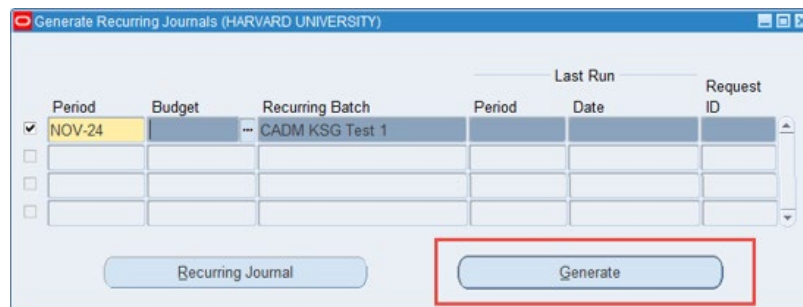 Generate Recurring Journals (HARVARD UNIVERSITY)
Last Run
Request
Period Budget Recurring Batch Period Date ID
NOV-24 ... CADM KSG Test 1
Recurring Journal Generate